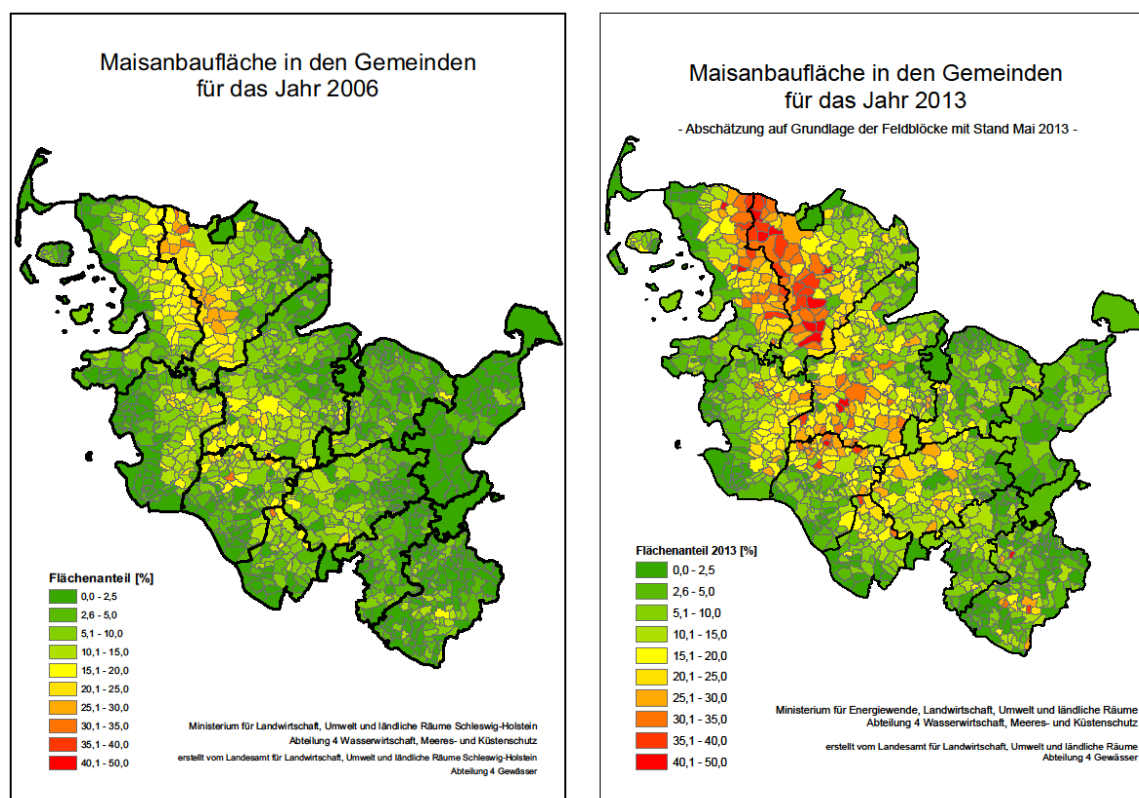 Maisanbaufläche in den Gemeinden
für das Jahr 2006
Flächenanteil [%]
0,0 - 2,5
2,6 - 5,0
5,1 - 10,0
10,1 - 15,0
15,1 - 20,0
20,1 - 25,0
25,1 - 30,0
30,1 - 35,0
35,1 - 40,0
40,1 - 50,0
Ministerium für Landwirtschaft, Umwelt und ländliche Räume Schleswig-Holstein
Abteilung 4 Wasserwirtschaft, Meeres- und Küstenschutz
erstellt vom Landesamt für Landwirtschaft, Umwelt und ländliche Räume Schleswig-Holstein
Abteilung 4 Gewässer
Maisanbaufläche in den Gemeinden
für das Jahr 2013
- Abschätzung auf Grundlage der Feldblöcke mit Stand Mai 2013 -
Flächenanteil 2013 [%]
0,0 - 2,5
2,6 - 5,0
5,1 - 10,0
10,1 - 15,0
15,1 - 20,0
20,1 - 25,0
25,1 - 30,0
30,1 - 35,0
35,1 - 40,0
40,1 - 50,0
Ministerium für Energiewende, Landwirtschaft, Umwelt und ländliche Räume
Abteilung 4 Wasserwirtschaft, Meeres- und Küstenschutz
erstellt vom Landesamt für Landwirtschaft, Umwelt und ländliche Räume
Abteilung 4 Gewässer